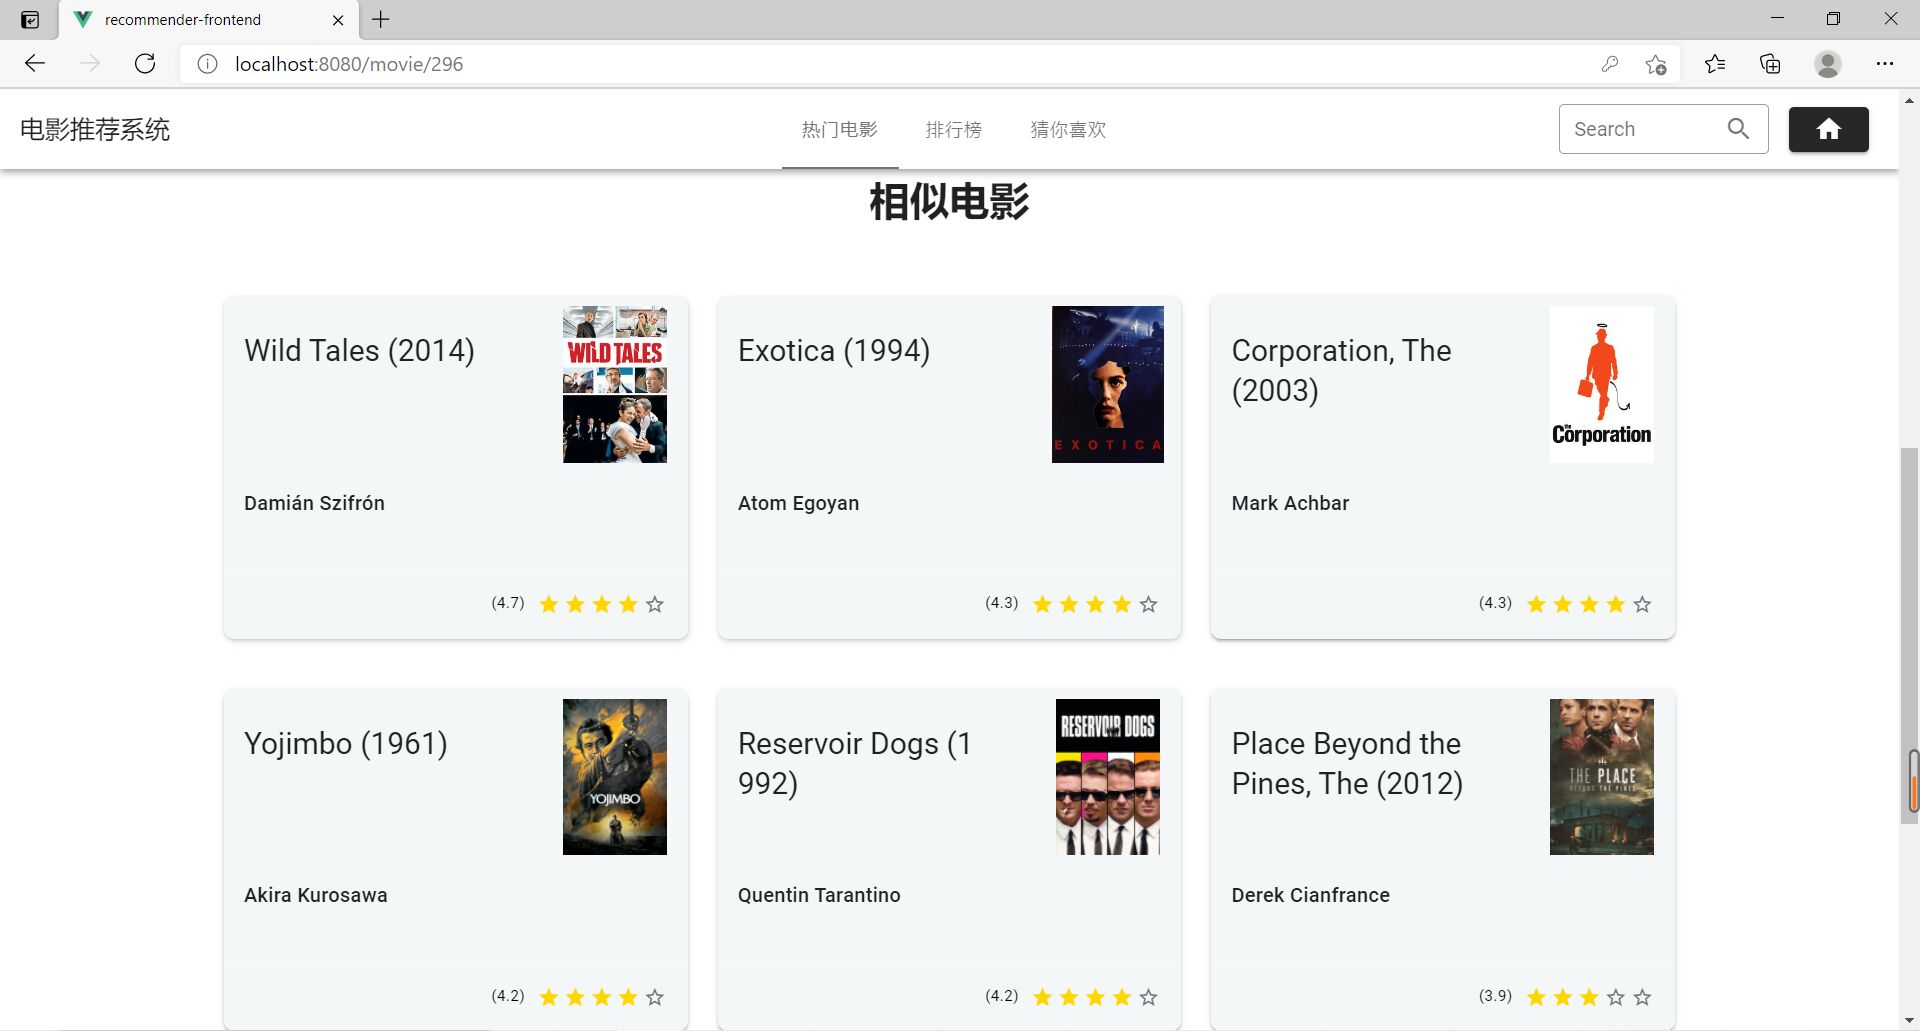 recommender-frontend
localhost:8080/movie/296
电影推荐系统
热门电影 排行榜 猜你喜欢
Search
相似电影
Wild Tales (2014)
WILD TALES
Damián Szifrón
(4.7)
Exotica (1994)
EXOTICA
Atom Egoyan
(4.3)
Corporation, The
(2003)
the
Corporation
Mark Achbar
(4.3)
Yojimbo (1961)
YOJIMBO
Akira Kurosawa
(4.2)
Reservoir Dogs (1
992)
RESERVOIR DOGS
Quentin Tarantino
(4.2)
Place Beyond the
Pines, The (2012)
THE PLACE
BEYOND THE PINES
Derek Cianfrance
(3.9)